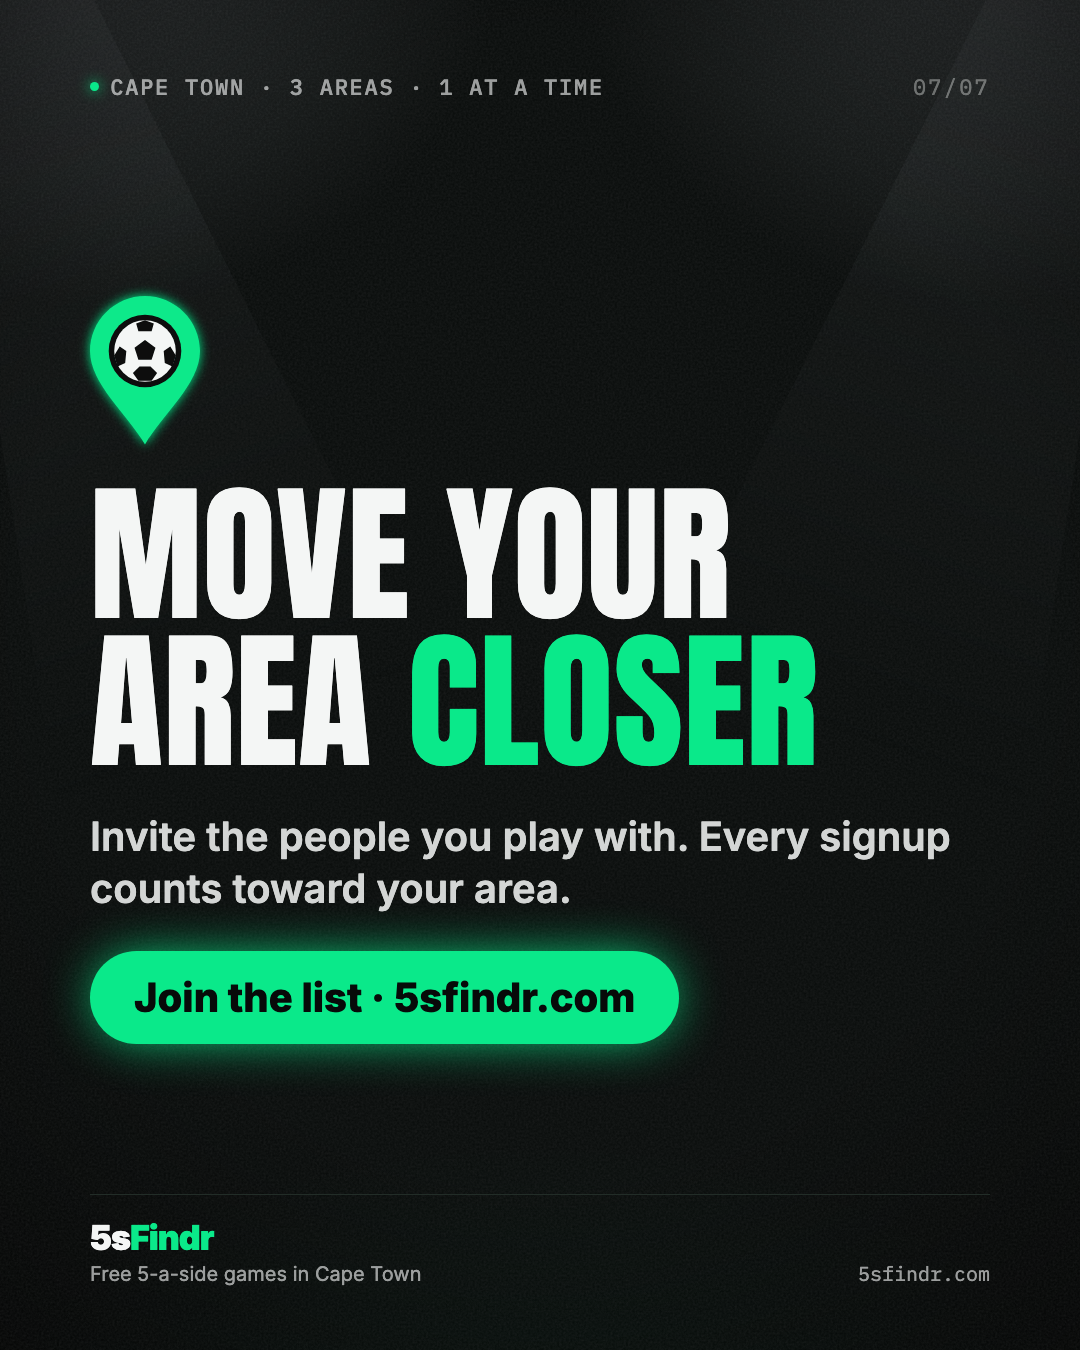 CAPE TOWN · 3 AREAS · 1 AT A TIME
07/07
MOVE YOUR
AREA CLOSER
Invite the people you play with. Every signup
counts toward your area.
Join the list · 5sfindr.com
5sFindr
Free 5-a-side games in Cape Town
5sfindr.com